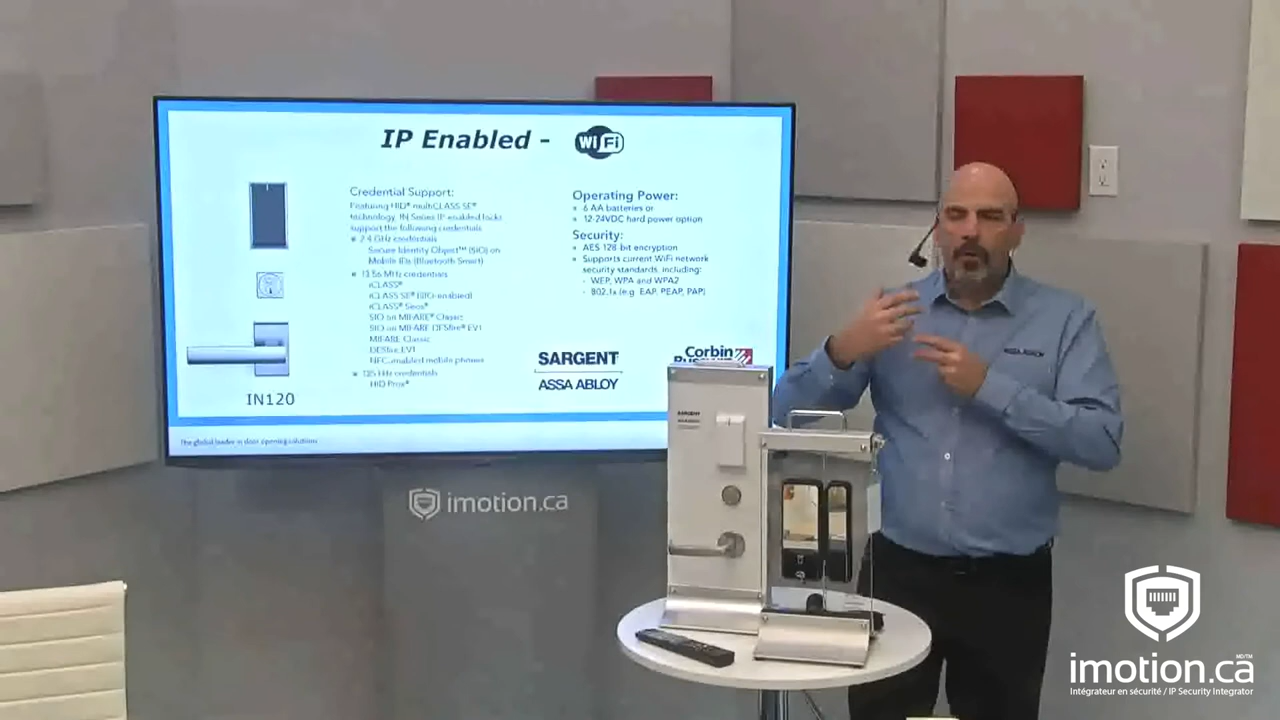 IP Enabled - WiFi
Credential Support:
Featuring HID® multiCLASS SE®
technology, IN Series IP-enabled locks
support the following credentials
2.4 GHz credentials
Secure Identity Object™ (SIO) on
Mobile IDs (Bluetooth Smart)
13.56 MHz credentials
iCLASS®
iCLASS SE® (SIO-enabled)
iCLASS® Seos®
SIO on MIFARE® Classic
SIO on MIFARE DESfire® EV1
MIFARE Classic
DESfire EV1
NFC-enabled mobile phones
125 kHz credentials
HID Prox®
Operating Power:
6 AA batteries or
12-24VDC hard power option
Security:
AES 128 bit encryption
Supports current WiFi network
security standards, including:
- WEP, WPA and WPA2
- 802.1x (e.g. EAP, PEAP, PAP)
IN120
SARGENT
ASSA ABLOY
Corbin
The global leader in door opening solutions
SARGENT
ASSA ABLOY
imotion.ca
imotion.ca
MD/TM
Intégrateur en sécurité / IP Security Integrator